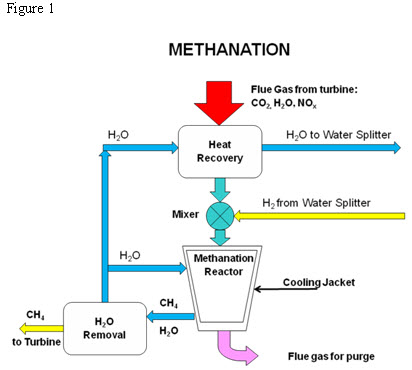 Figure 1
METHANATION
Flue Gas from turbine:
CO₂, H₂O, NOₓ
H₂O
Heat
Recovery
H₂O to Water Splitter
Mixer
H₂ from Water Splitter
H₂O
Methanation
Reactor
Cooling Jacket
CH₄
to Turbine
H₂O
Removal
CH₄
H₂O
Flue gas for purge